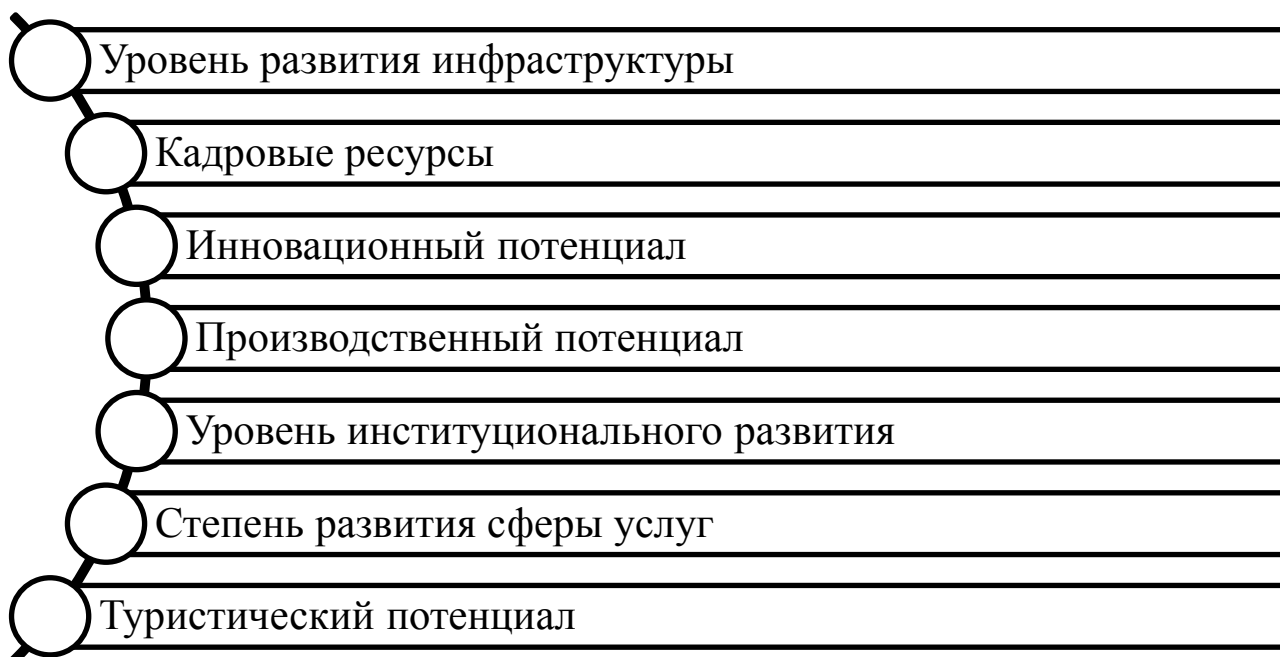 Уровень развития инфраструктуры
Кадровые ресурсы
Инновационный потенциал
Производственный потенциал
Уровень институционального развития
Степень развития сферы услуг
Туристический потенциал